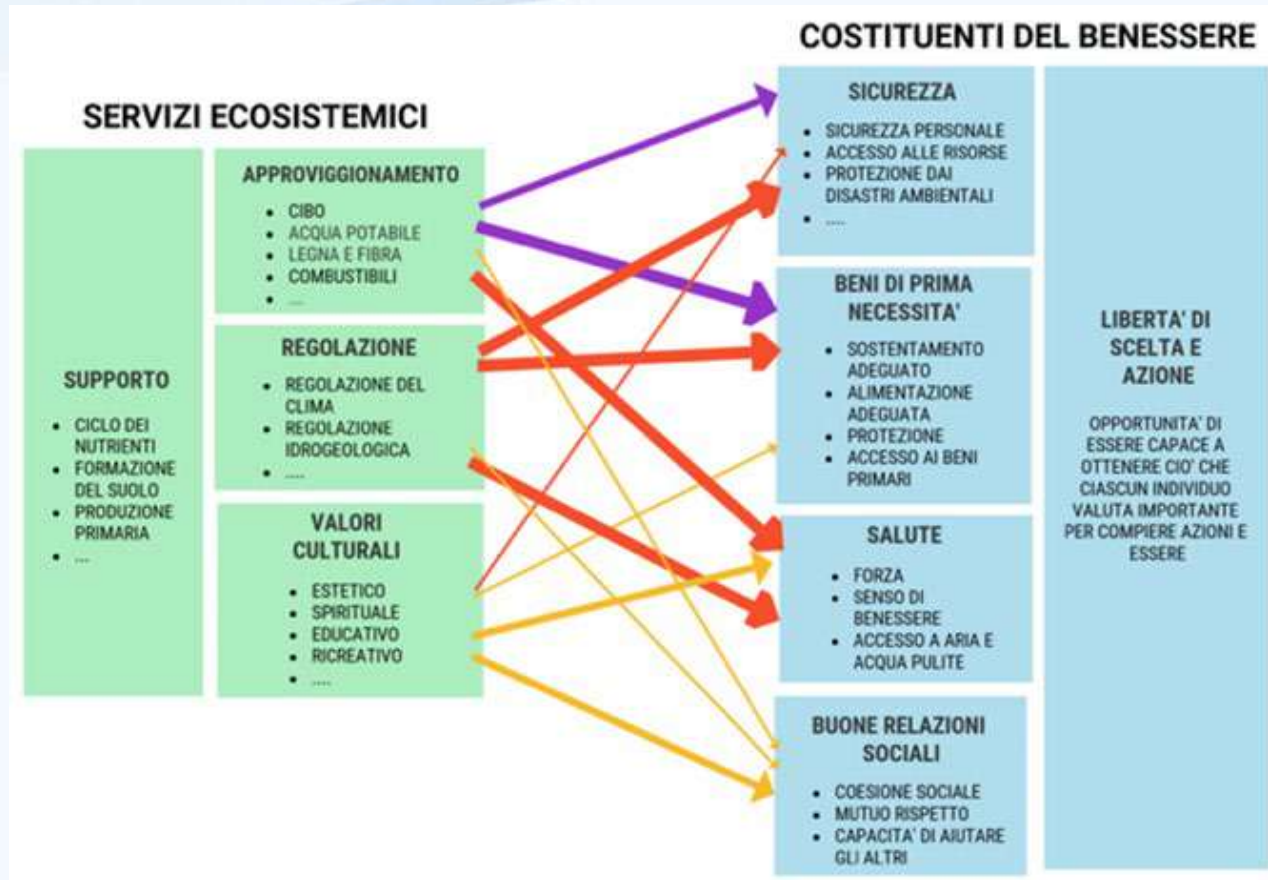 COSTITUENTI DEL BENESSERE
SERVIZI ECOSISTEMICI
SUPPORTO
• CICLO DEI
NUTRIENTI
• FORMAZIONE
DEL SUOLO
• PRODUZIONE
PRIMARIA
• ...
APPROVIGGIONAMENTO
• CIBO
• ACQUA POTABILE
• LEGNA E FIBRA
• COMBUSTIBILI
• ....
REGOLAZIONE
• REGOLAZIONE DEL
CLIMA
• REGOLAZIONE
IDROGEOLOGICA
• ....
VALORI
CULTURALI
• ESTETICO
• SPIRITUALE
• EDUCATIVO
• RICREATIVO
• ....
SICUREZZA
• SICUREZZA PERSONALE
• ACCESSO ALLE RISORSE
• PROTEZIONE DAI
DISASTRI AMBIENTALI
• ....
BENI DI PRIMA
NECESSITA'
• SOSTENTAMENTO
ADEGUATO
• ALIMENTAZIONE
ADEGUATA
• PROTEZIONE
• ACCESSO AI BENI
PRIMARI
SALUTE
• FORZA
• SENSO DI
BENESSERE
• ACCESSO A ARIA E
ACQUA PULITE
BUONE RELAZIONI
SOCIALI
• COESIONE SOCIALE
• MUTUO RISPETTO
• CAPACITA' DI AIUTARE
GLI ALTRI
LIBERTA' DI
SCELTA E
AZIONE
OPPORTUNITA' DI
ESSERE CAPACE A
OTTENERE CIO' CHE
CIASCUN INDIVIDUO
VALUTA IMPORTANTE
PER COMPIERE AZIONI E
ESSERE